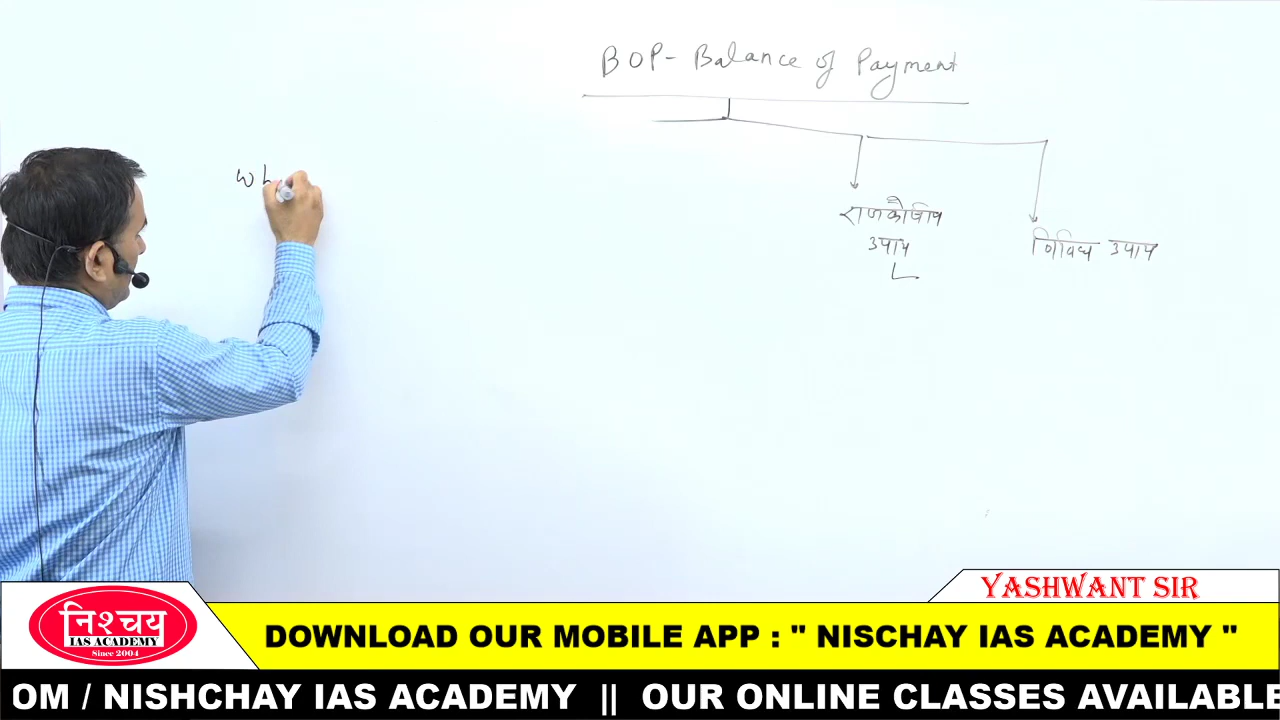 BOP - Balance of Payment
wh
राजकोषीय
उपाय
विविध उपाय
YASHWANT SIR
निश्चय
IAS ACADEMY
Since 2004
DOWNLOAD OUR MOBILE APP : " NISCHAY IAS ACADEMY "
OM / NISHCHAY IAS ACADEMY || OUR ONLINE CLASSES AVAILABLE